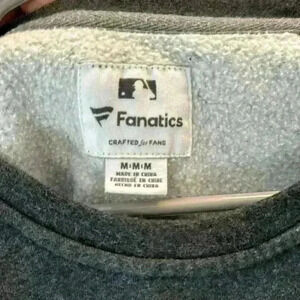 Fanatics
CRAFTED for FANS
M•M•M
MADE IN CHINA
FABRIQUÉ EN CHINE
HECHO EN CHINA